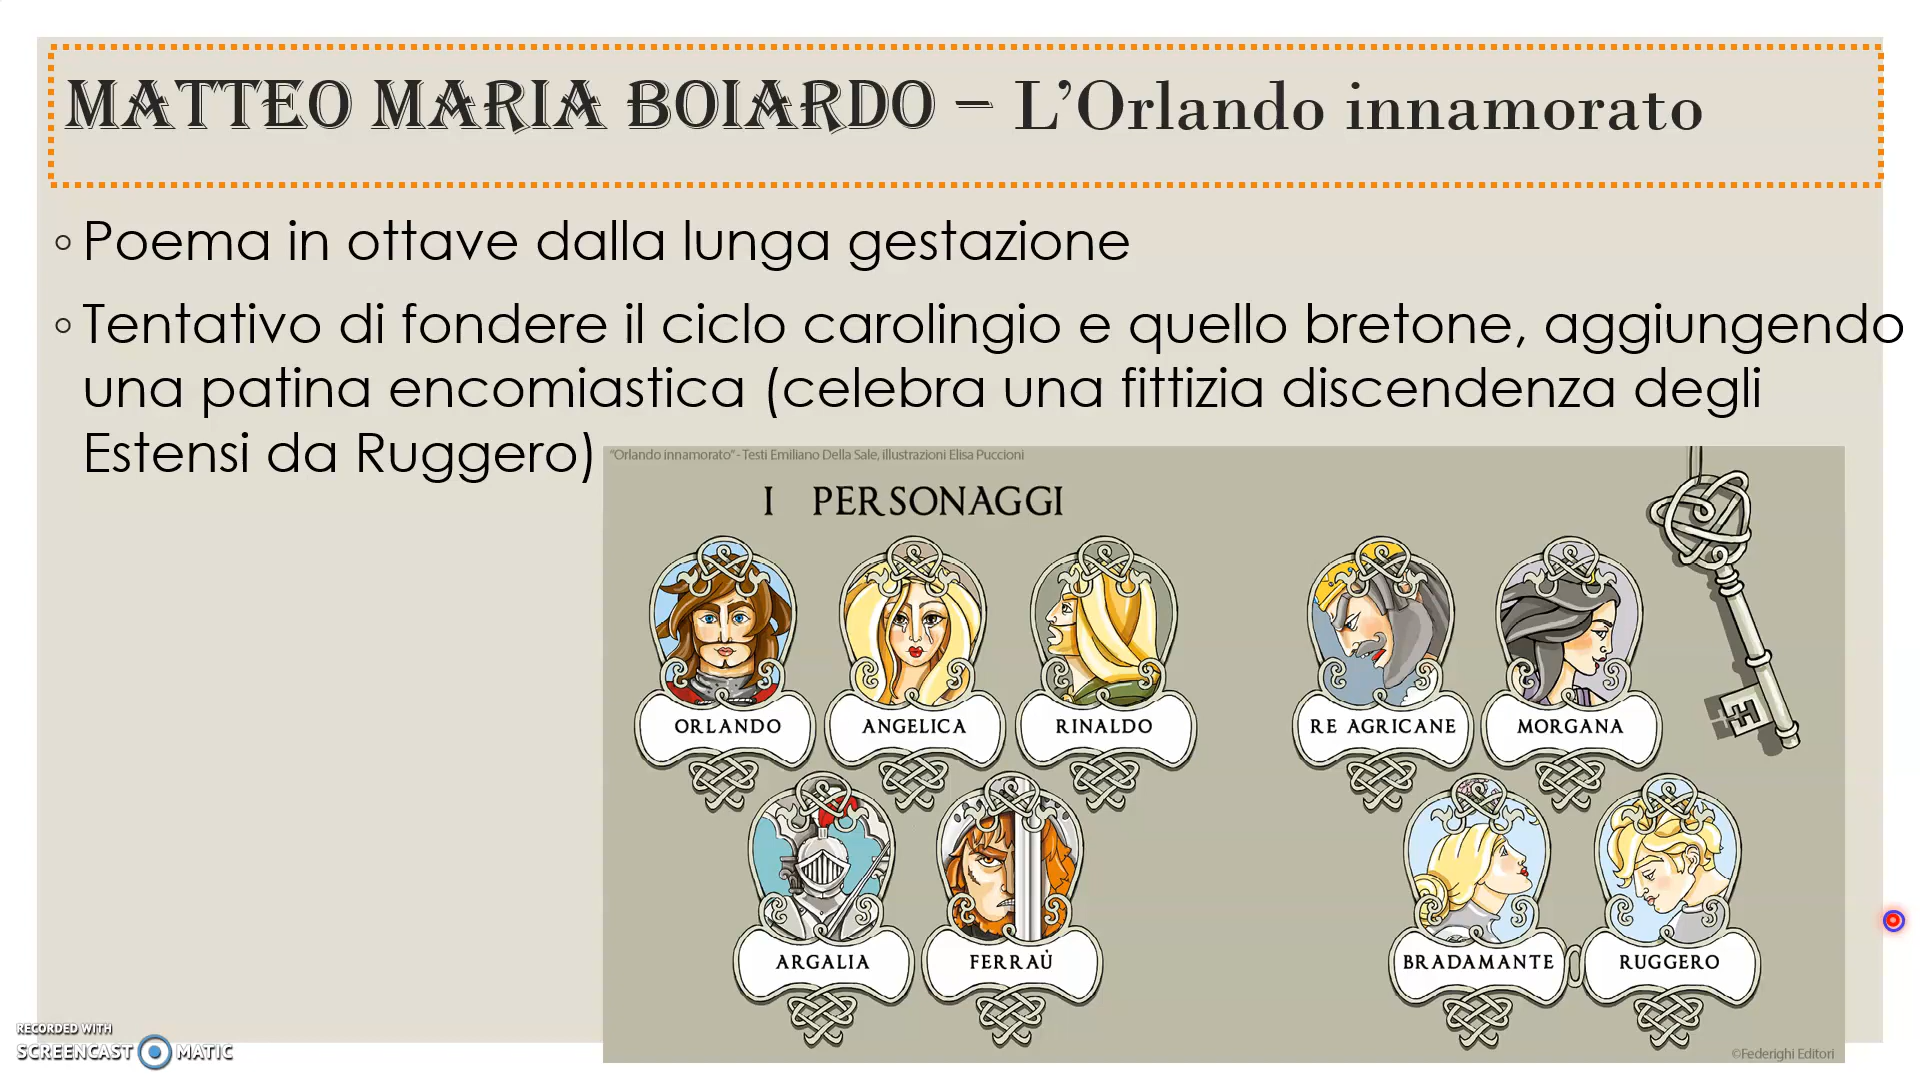 MATTEO MARIA BOIARDO – L’Orlando innamorato
◦ Poema in ottave dalla lunga gestazione
◦ Tentativo di fondere il ciclo carolingio e quello bretone, aggiungendo
una patina encomiastica (celebra una fittizia discendenza degli
Estensi da Ruggero)
"Orlando innamorato" - Testi Emiliano Della Sale, illustrazioni Elisa Puccioni
I PERSONAGGI
ORLANDO
ANGELICA
RINALDO
RE AGRICANE
MORGANA
ARGALIA
FERRAÙ
BRADAMANTE
RUGGERO
©Federighi Editori
RECORDED WITH
SCREENCAST MATIC